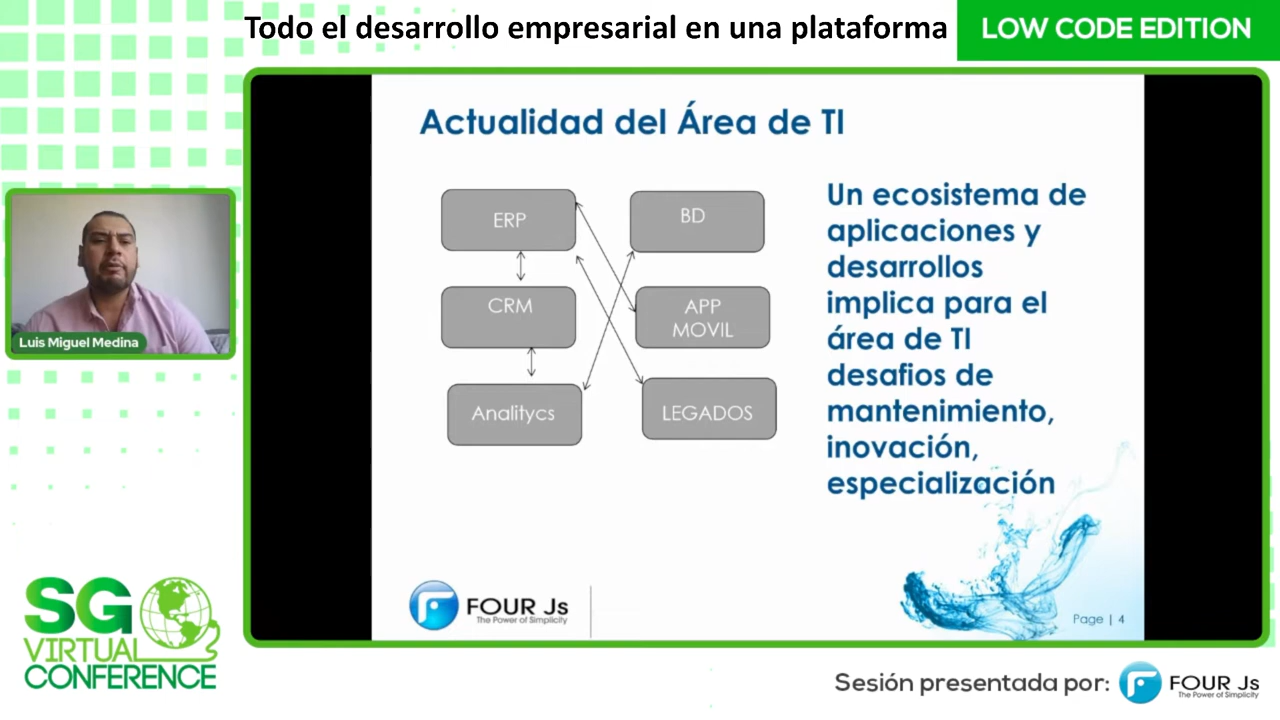 Todo el desarrollo empresarial en una plataforma
LOW CODE EDITION
Actualidad del Área de TI
ERP
BD
CRM
APP
MOVIL
Analitycs
LEGADOS
Un ecosistema de
aplicaciones y
desarrollos
implica para el
área de TI
desafios de
mantenimiento,
inovación,
especialización
Luis Miguel Medina
FOUR Js
The Power of Simplicity
Page | 4
SG
VIRTUAL
CONFERENCE
Sesión presentada por:
FOUR Js
The Power of Simplicity